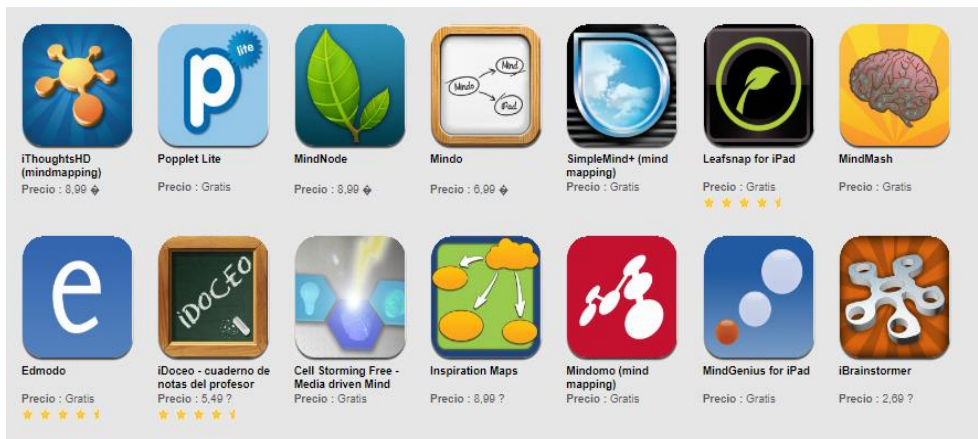 p
lite
Mindo
Mind
iPad
iThoughtsHD
(mindmapping)
Precio : 8,99 �
Popplet Lite
Precio : Gratis
MindNode
Precio : 8,99 �
Mindo
Precio : 6,99 �
SimpleMind+ (mind
mapping)
Precio : Gratis
Leafsnap for iPad
Precio : Gratis
MindMash
Precio : Gratis
e
iDOCEO
Edmodo
Precio : Gratis
iDoceo - cuaderno de
notas del profesor
Precio : 5,49 ?
Cell Storming Free -
Media driven Mind
Precio : Gratis
Inspiration Maps
Precio : 8,99 ?
Mindomo (mind
mapping)
Precio : Gratis
MindGenius for iPad
Precio : Gratis
iBrainstormer
Precio : 2,69 ?